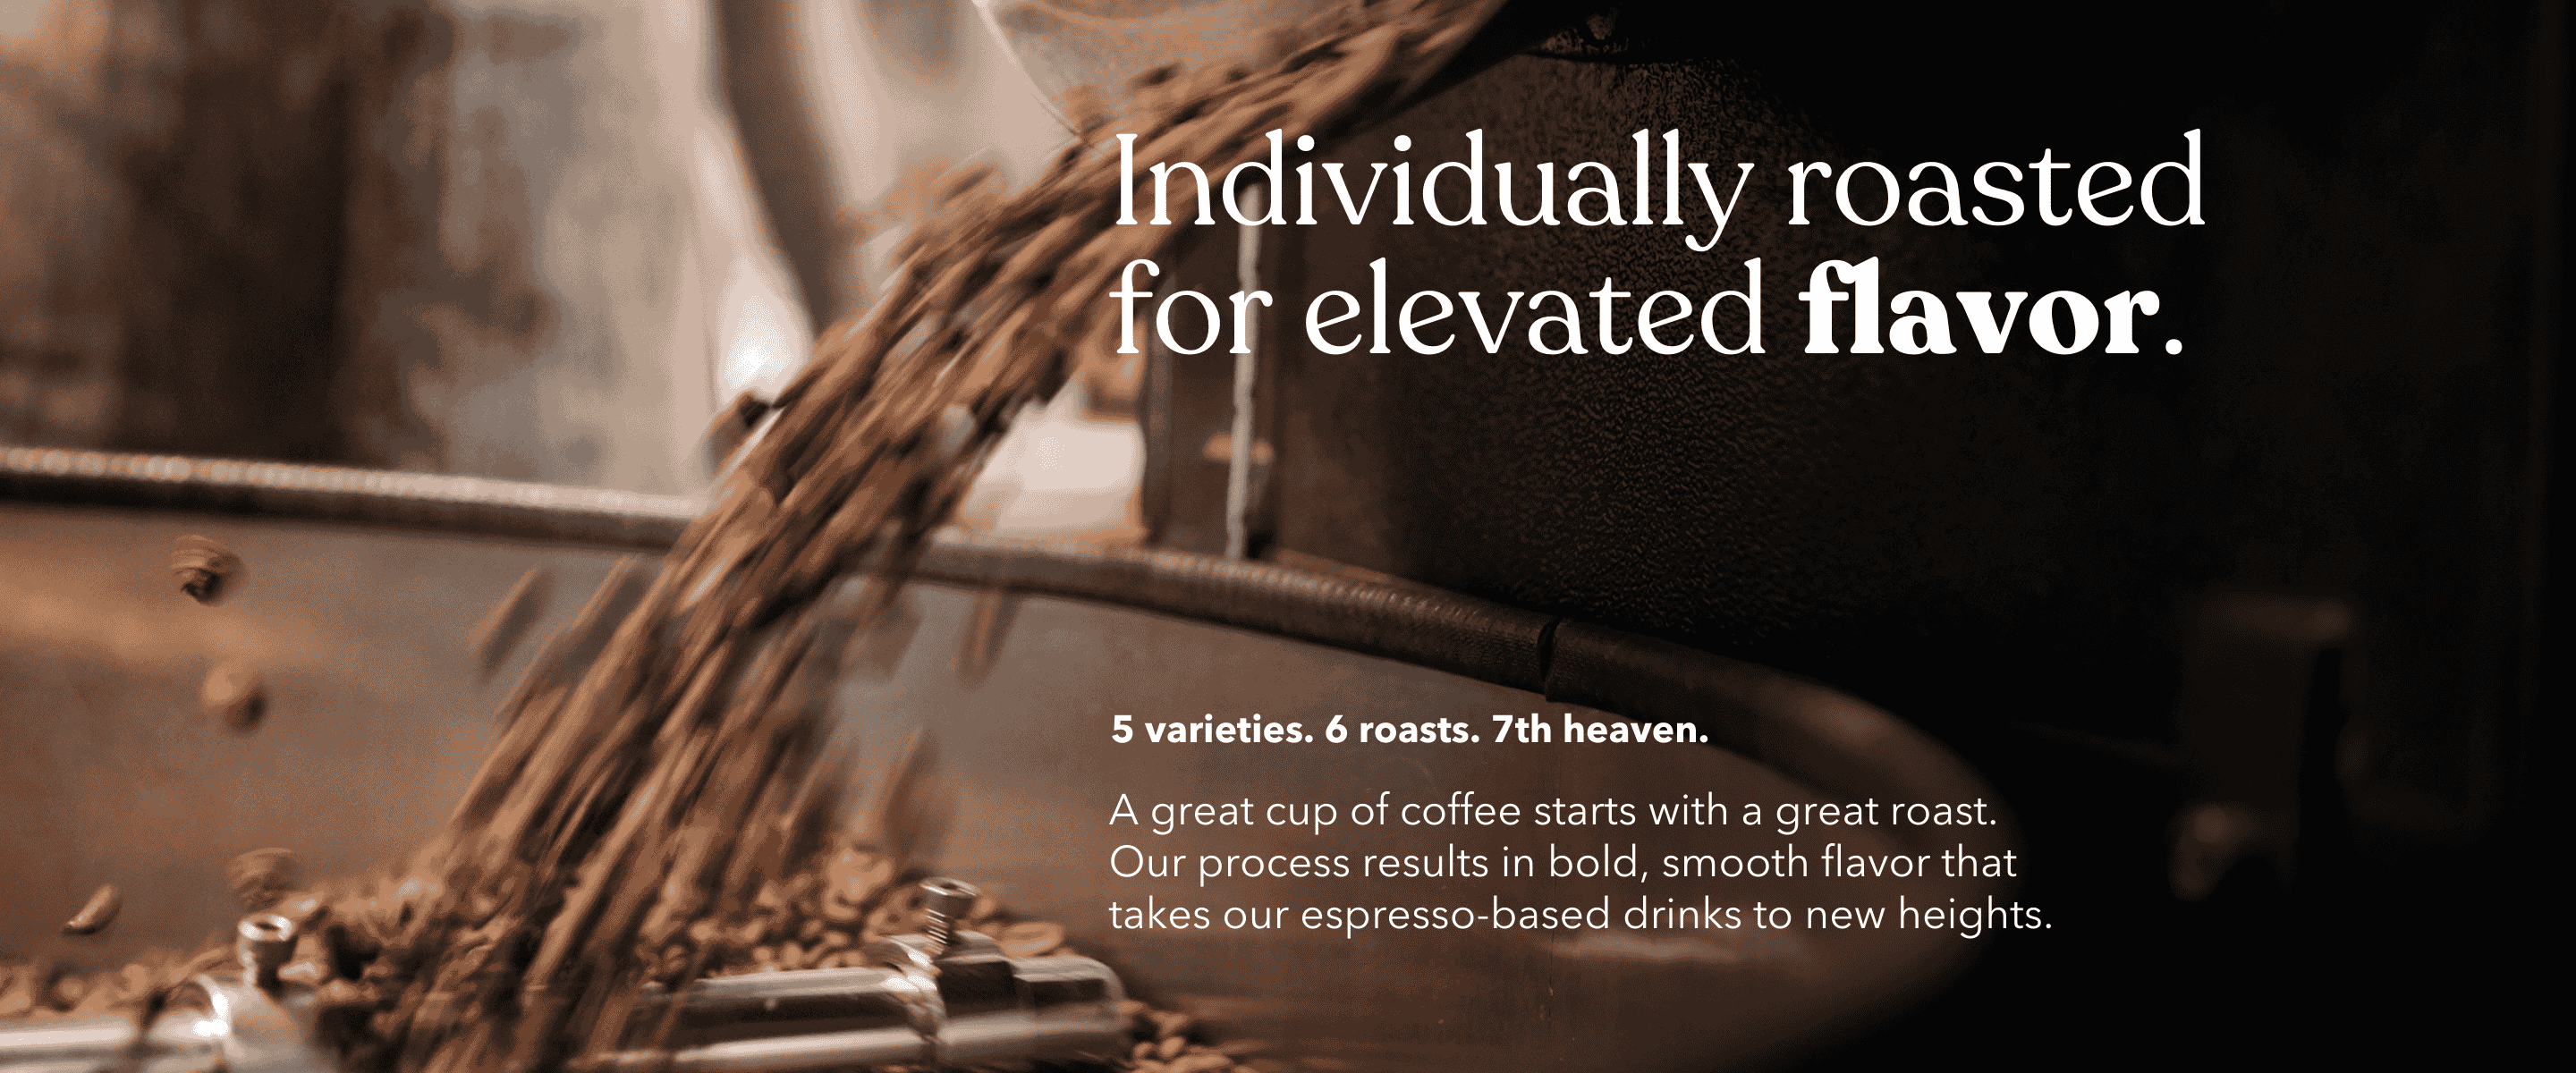 Individually roasted
for elevated flavor.
5 varieties. 6 roasts. 7th heaven.
A great cup of coffee starts with a great roast.
Our process results in bold, smooth flavor that
takes our espresso-based drinks to new heights.